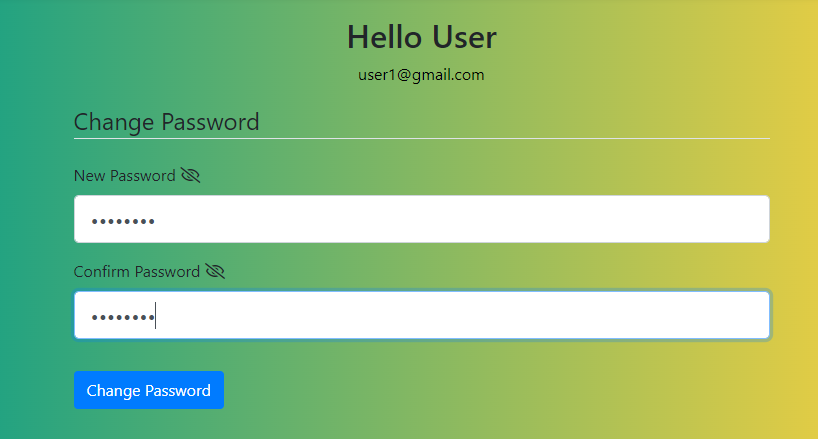 Hello User
user1@gmail.com
Change Password
New Password
••••••••
Confirm Password
••••••••
Change Password